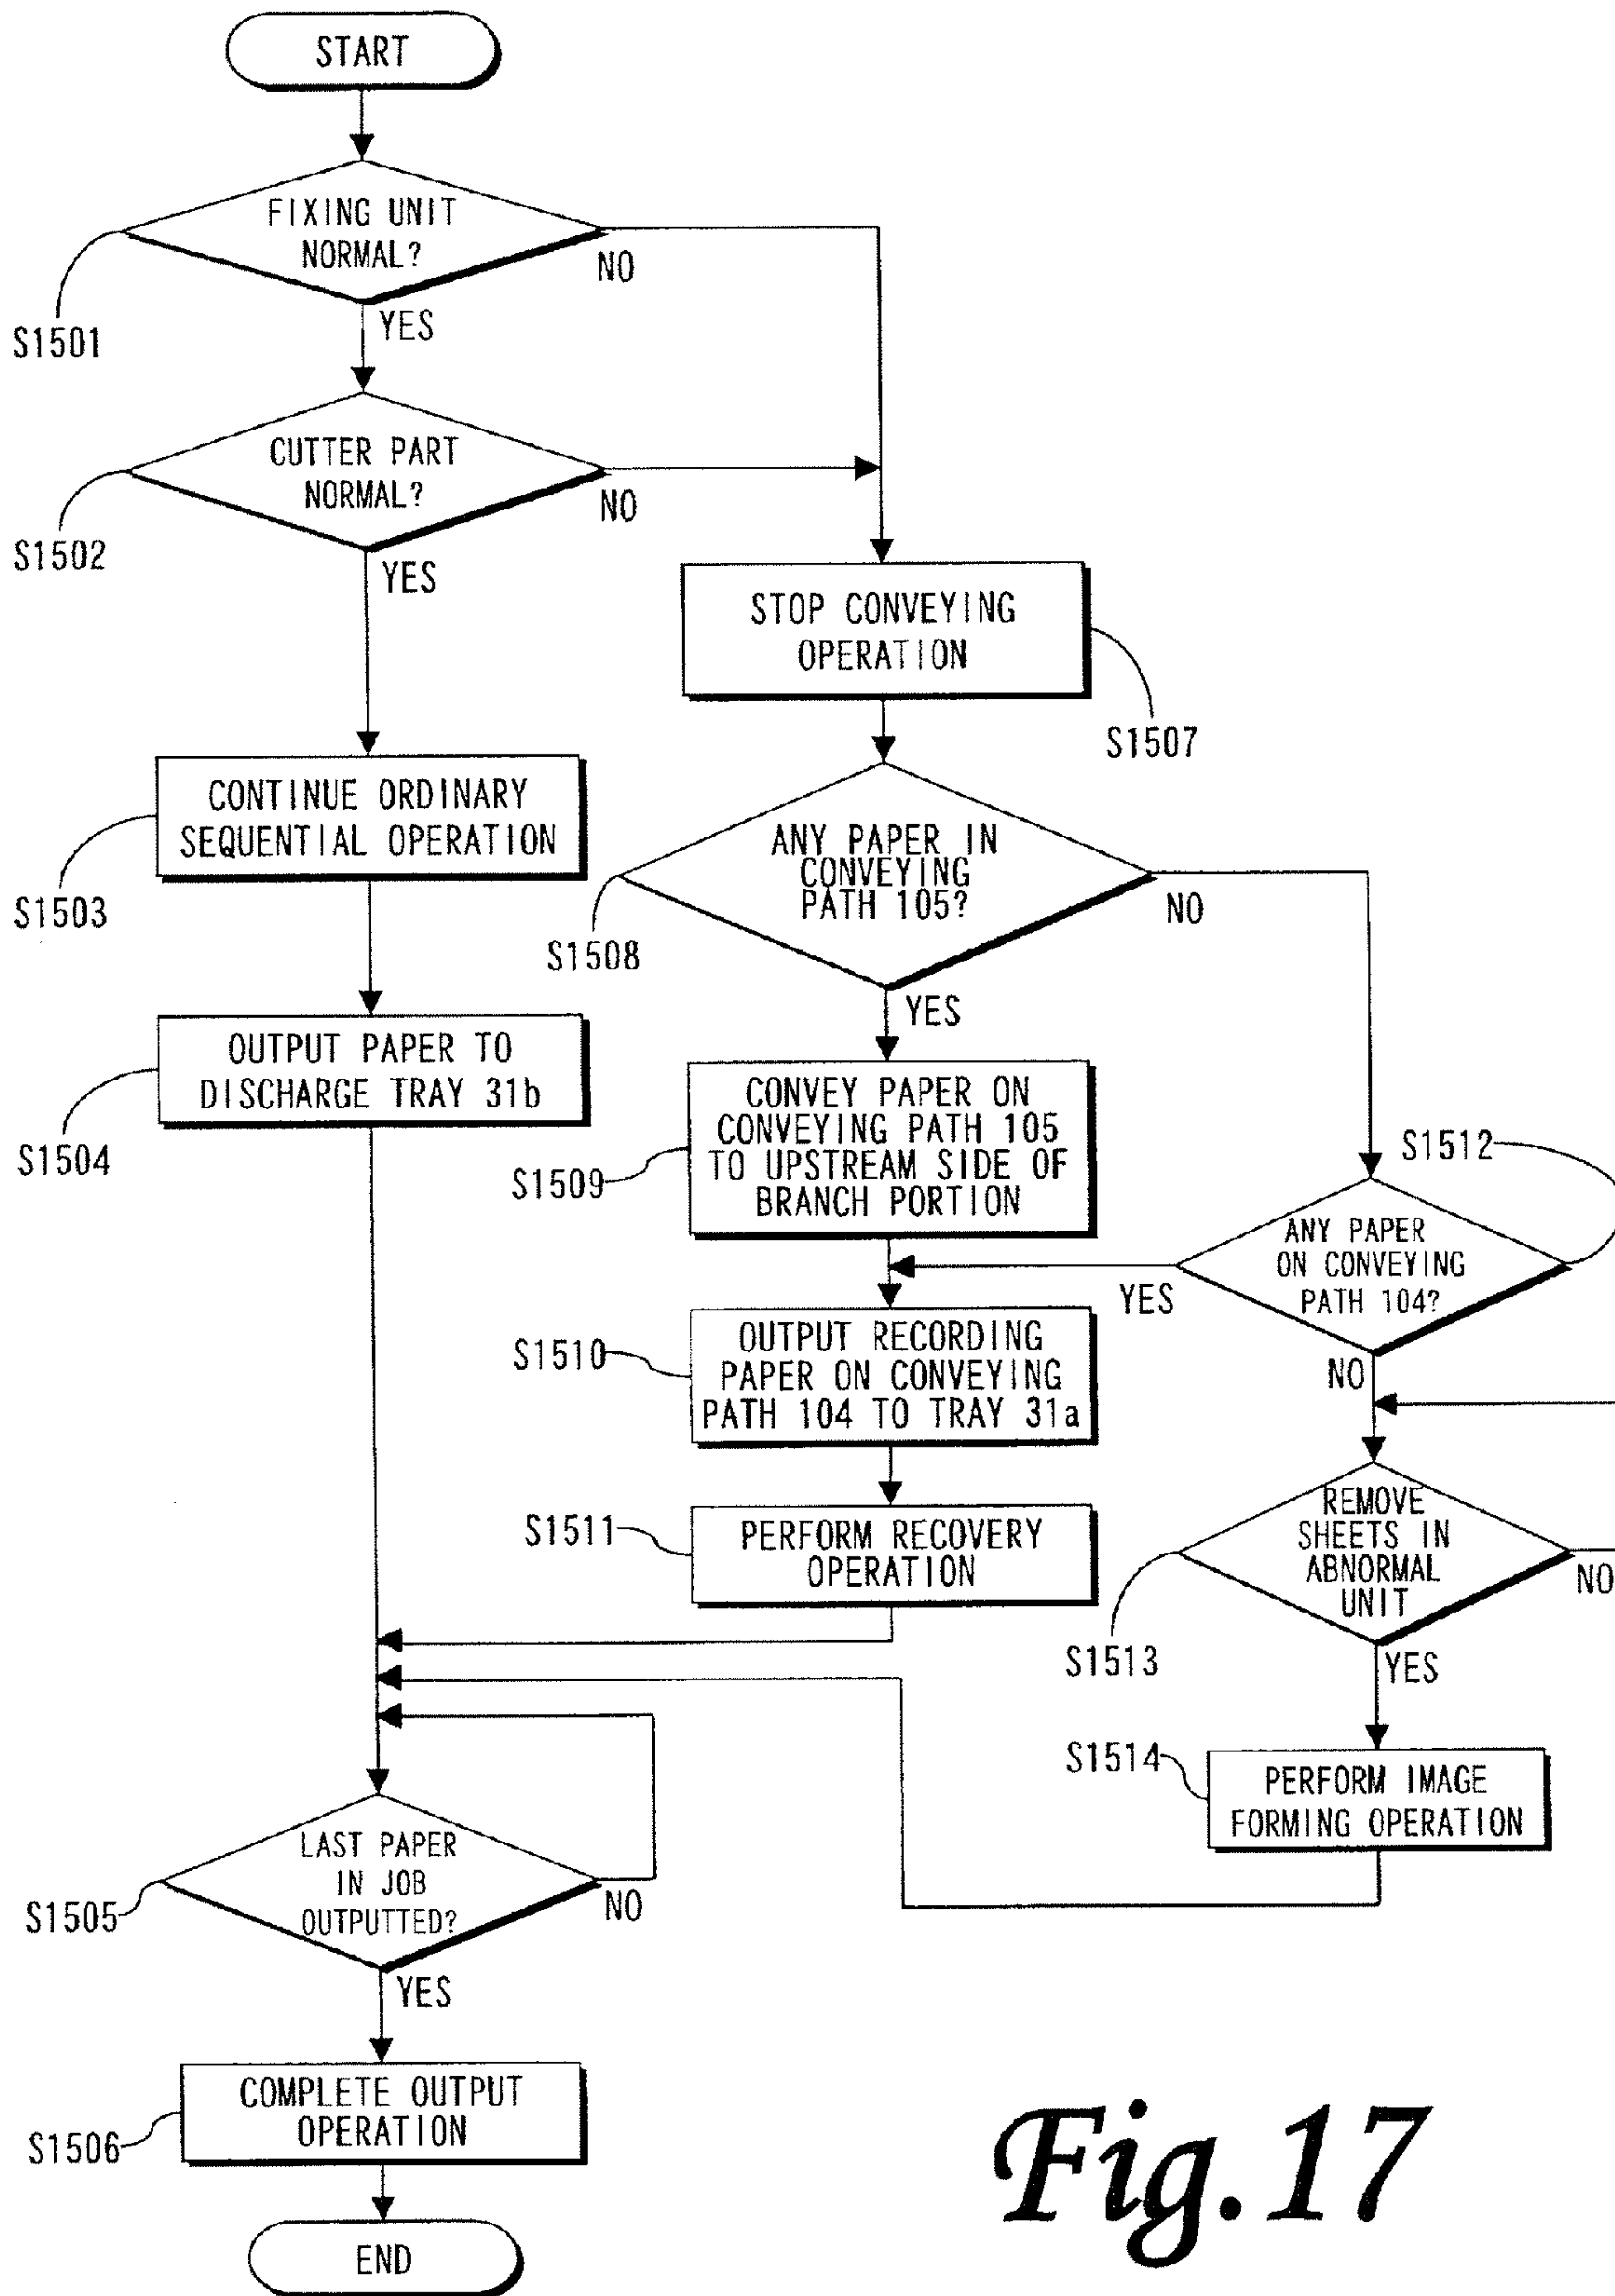 START
FIXING UNIT
NORMAL?
NO
YES
S1501
CUTTER PART
NORMAL?
NO
YES
S1502
CONTINUE ORDINARY
SEQUENTIAL OPERATION
S1503
OUTPUT PAPER TO
DISCHARGE TRAY 31b
S1504
LAST PAPER
IN JOB
OUTPUTTED?
NO
YES
S1505
COMPLETE OUTPUT
OPERATION
S1506
END
STOP CONVEYING
OPERATION
S1507
ANY PAPER IN
CONVEYING
PATH 105?
NO
YES
S1508
CONVEY PAPER ON
CONVEYING PATH 105
TO UPSTREAM SIDE OF
BRANCH PORTION
S1509
OUTPUT RECORDING
PAPER ON CONVEYING
PATH 104 TO TRAY 31a
S1510
PERFORM RECOVERY
OPERATION
S1511
S1512
ANY PAPER
ON CONVEYING
PATH 104?
YES
NO
REMOVE
SHEETS IN
ABNORMAL
UNIT
NO
YES
S1513
PERFORM IMAGE
FORMING OPERATION
S1514
Fig.17